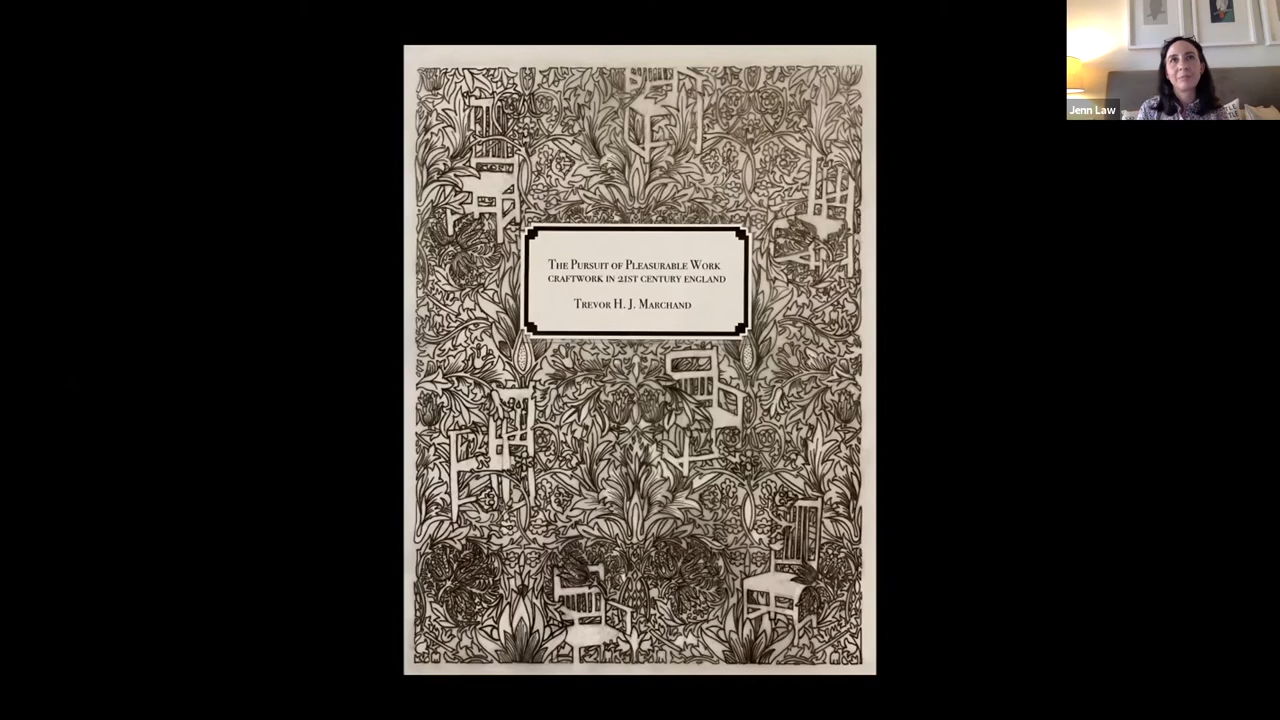 The Pursuit of Pleasurable Work
craftwork in 21st century england
Trevor H. J. Marchand
Jenn Law